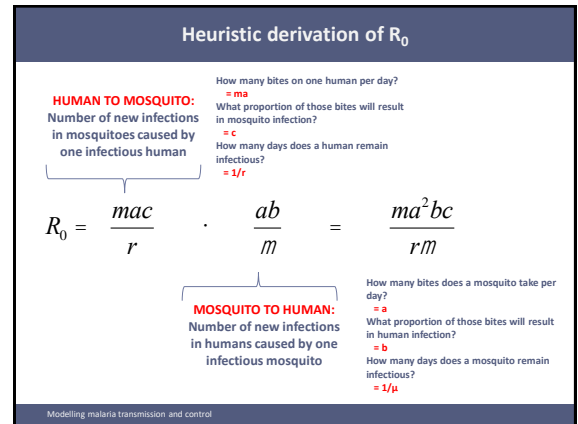 Heuristic derivation of R₀
HUMAN TO MOSQUITO:
Number of new infections
in mosquitoes caused by
one infectious human
How many bites on one human per day?
= ma
What proportion of those bites will result
in mosquito infection?
= c
How many days does a human remain
infectious?
= 1/r
R₀ = mac/r · ab/m = ma²bc/rm
MOSQUITO TO HUMAN:
Number of new infections
in humans caused by one
infectious mosquito
How many bites does a mosquito take per
day?
= a
What proportion of those bites will result
in human infection?
= b
How many days does a mosquito remain
infectious?
= 1/μ
Modelling malaria transmission and control